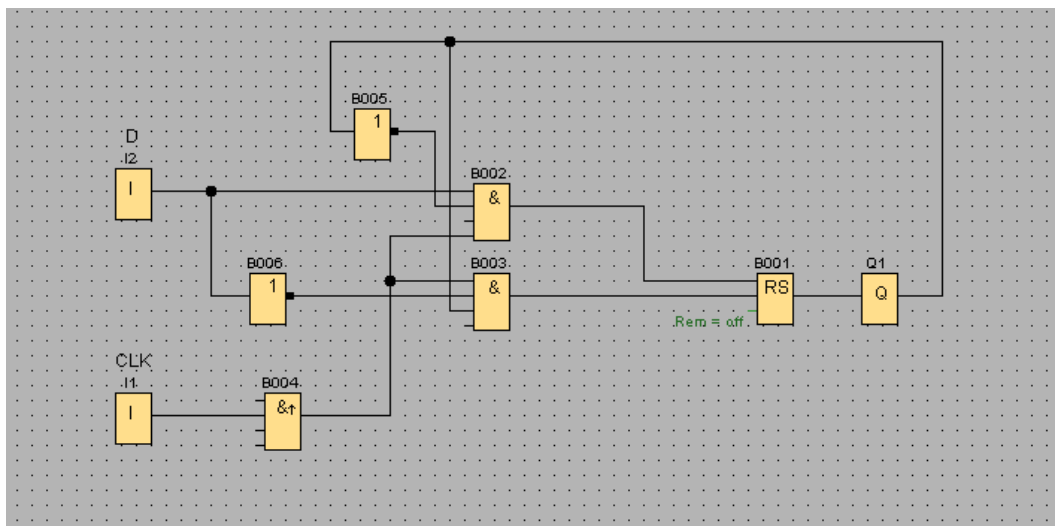 B005
1
D
I2
I
B002
&
B006
1
B003
&
B001
RS
Rem = off
Q1
Q
CLK
I1
I
B004
&↑